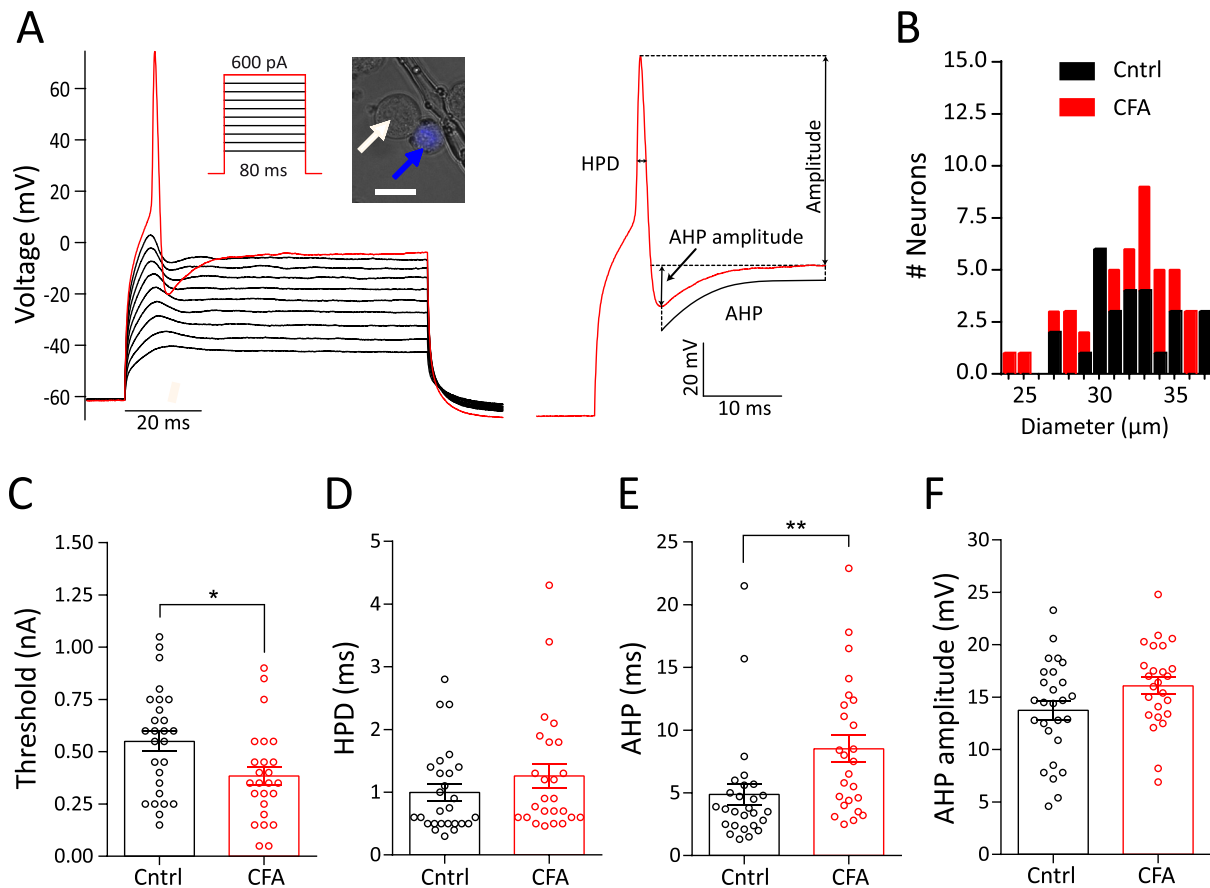 A
Voltage (mV)
60
40
20
0
-20
-40
-60
20 ms
600 pA
80 ms
HPD
Amplitude
AHP amplitude
AHP
20 mV
10 ms
B
# Neurons
15.0
12.5
10.0
7.5
5.0
2.5
0.0
Cntrl
CFA
25
30
35
Diameter (µm)
C
Threshold (nA)
1.50
1.25
1.00
0.75
0.50
0.25
0.00
*
Cntrl
CFA
D
HPD (ms)
5
4
3
2
1
0
Cntrl
CFA
E
AHP (ms)
25
20
15
10
5
0
**
Cntrl
CFA
F
AHP amplitude (mV)
30
25
20
15
10
5
0
Cntrl
CFA